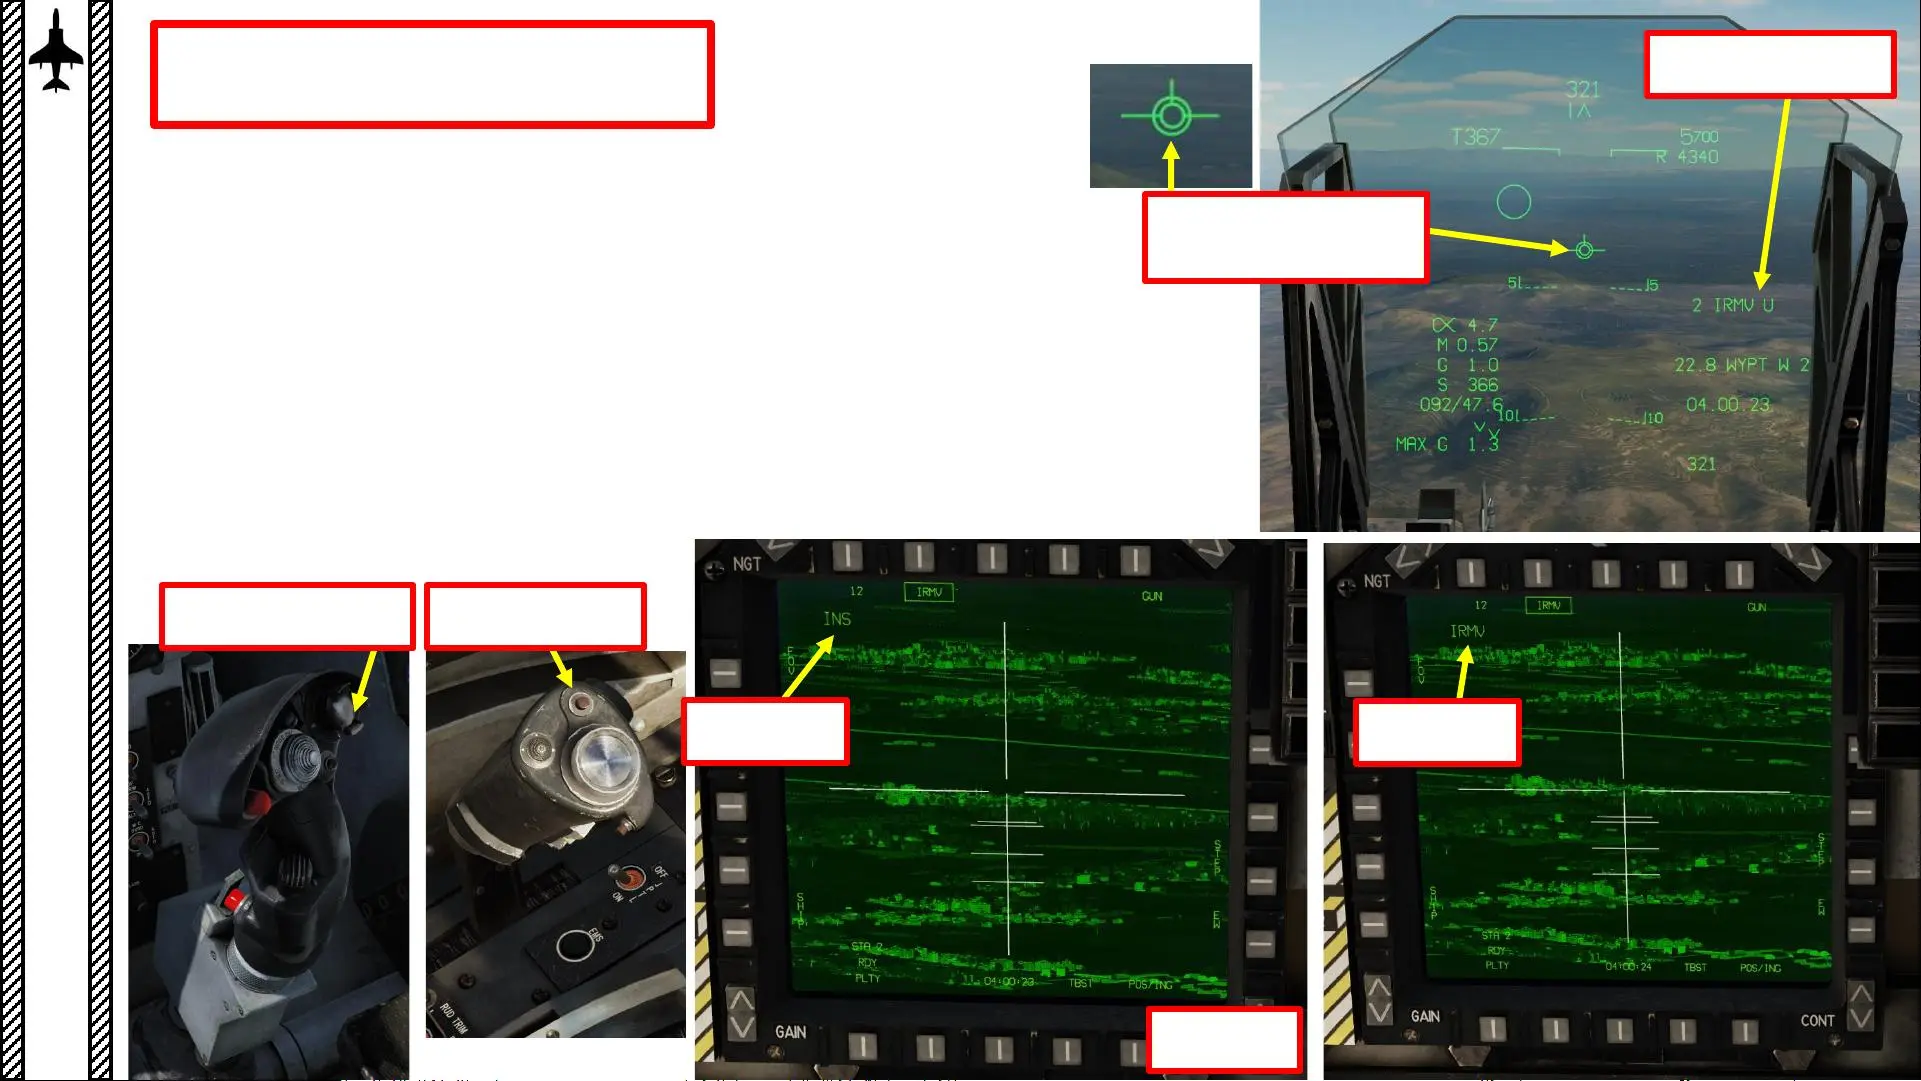 321
T367
5700
R 4340
5 5
2 IRMV U
α 4.7
M 0.57
G 1.0
S 366
092/47.6
22.8 WYPT W 2
04.00.23
10 10
MAX G 1.3
321
NGT
12 IRMV GUN
INS
FOV
STEP
SHIP
EW
STA 2
RDY
PLTY
04:00:23 TBST POS/ING
GAIN
NGT
12 IRMV GUN
IRMV
FOV
STEP
SHIP
EW
STA 2
RDY
PLTY
04:00:24 TBST POS/ING
GAIN
CONT
OFF
ON
EMS
RUD TRIM